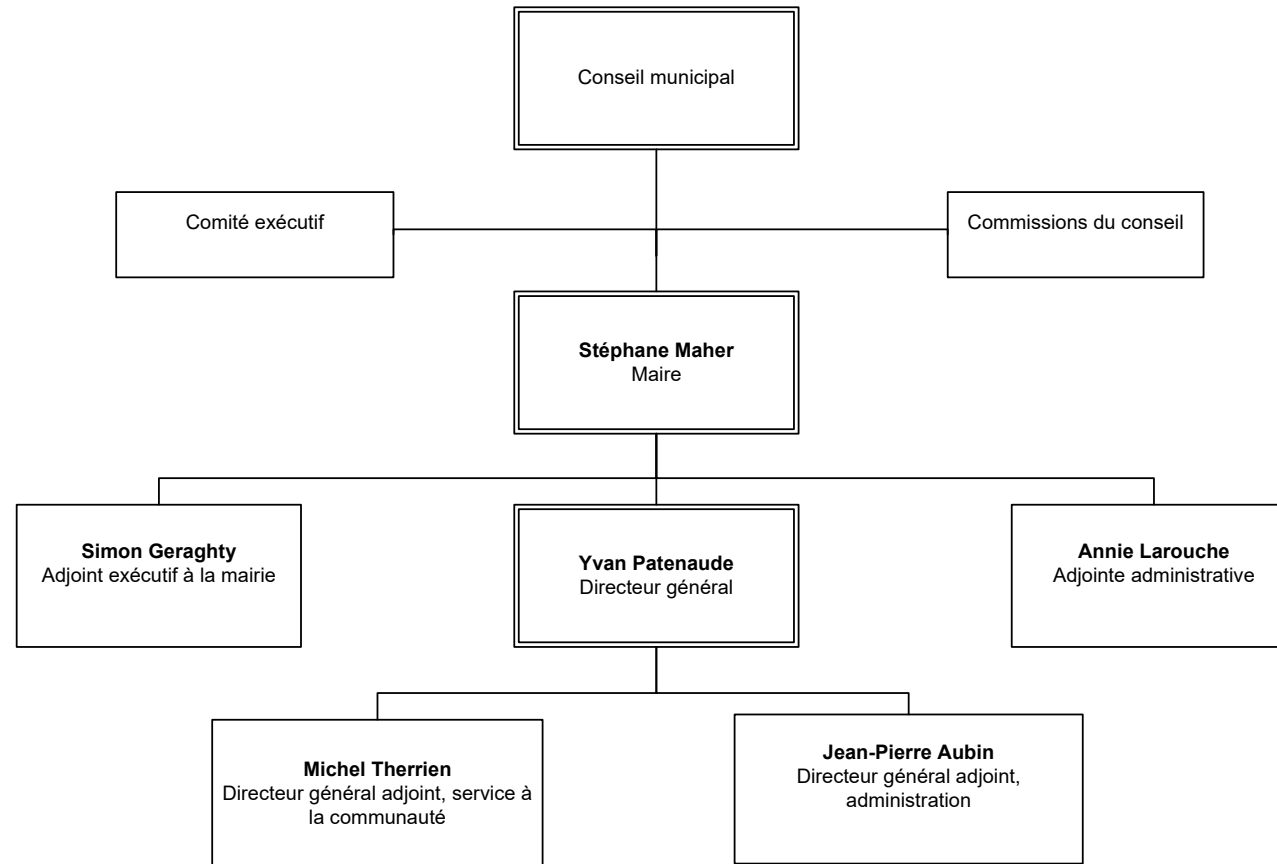 Conseil municipal
Comité exécutif
Commissions du conseil
Stéphane Maher
Maire
Simon Geraghty
Adjoint exécutif à la mairie
Yvan Patenaude
Directeur général
Annie Larouche
Adjointe administrative
Michel Therrien
Directeur général adjoint, service à
la communauté
Jean-Pierre Aubin
Directeur général adjoint,
administration